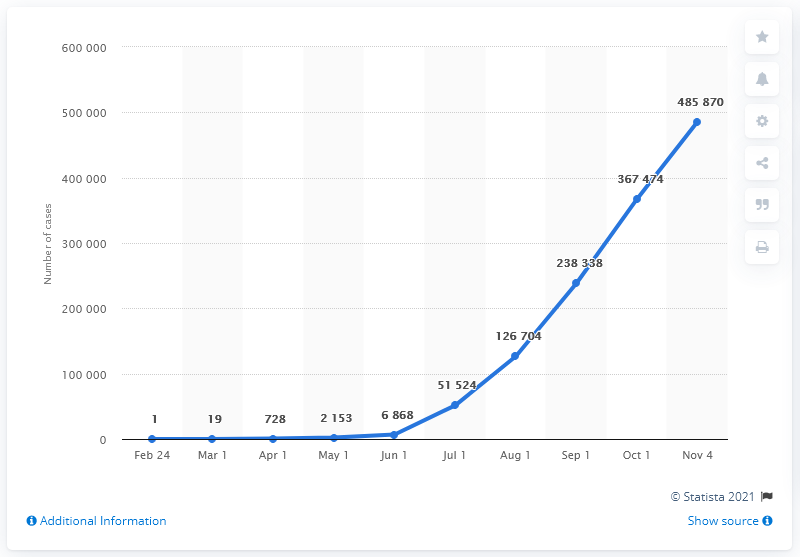 600 000
500 000
400 000
300 000
200 000
100 000
0
Number of cases
1
19
728
2 153
6 868
51 524
126 704
238 338
367 474
485 870
Feb 24
Mar 1
Apr 1
May 1
Jun 1
Jul 1
Aug 1
Sep 1
Oct 1
Nov 4
© Statista 2021
Additional Information
Show source